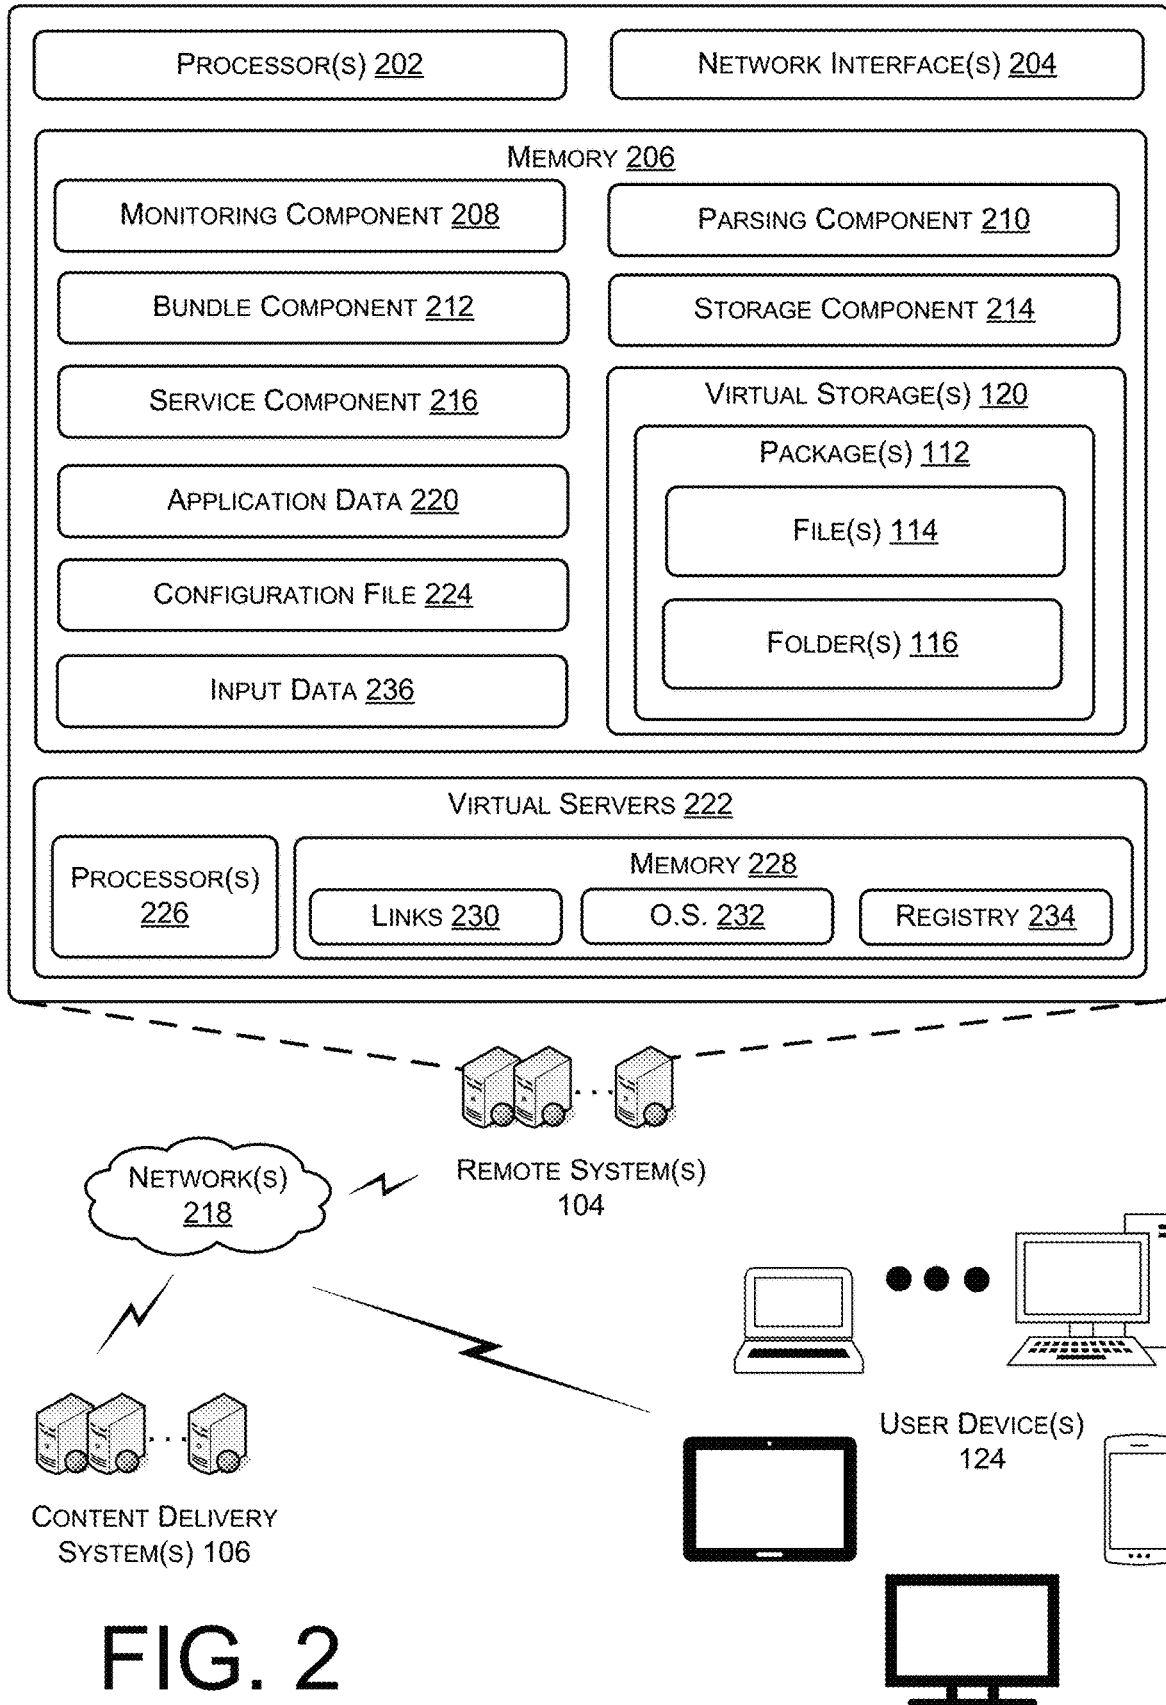 PROCESSOR(S) 202
NETWORK INTERFACE(S) 204
MEMORY 206
MONITORING COMPONENT 208
PARSING COMPONENT 210
BUNDLE COMPONENT 212
STORAGE COMPONENT 214
SERVICE COMPONENT 216
VIRTUAL STORAGE(S) 120
PACKAGE(S) 112
APPLICATION DATA 220
FILE(S) 114
CONFIGURATION FILE 224
FOLDER(S) 116
INPUT DATA 236
VIRTUAL SERVERS 222
PROCESSOR(S)
226
MEMORY 228
LINKS 230
O.S. 232
REGISTRY 234
REMOTE SYSTEM(S)
104
NETWORK(S)
218
USER DEVICE(S)
124
CONTENT DELIVERY
SYSTEM(S) 106
FIG. 2